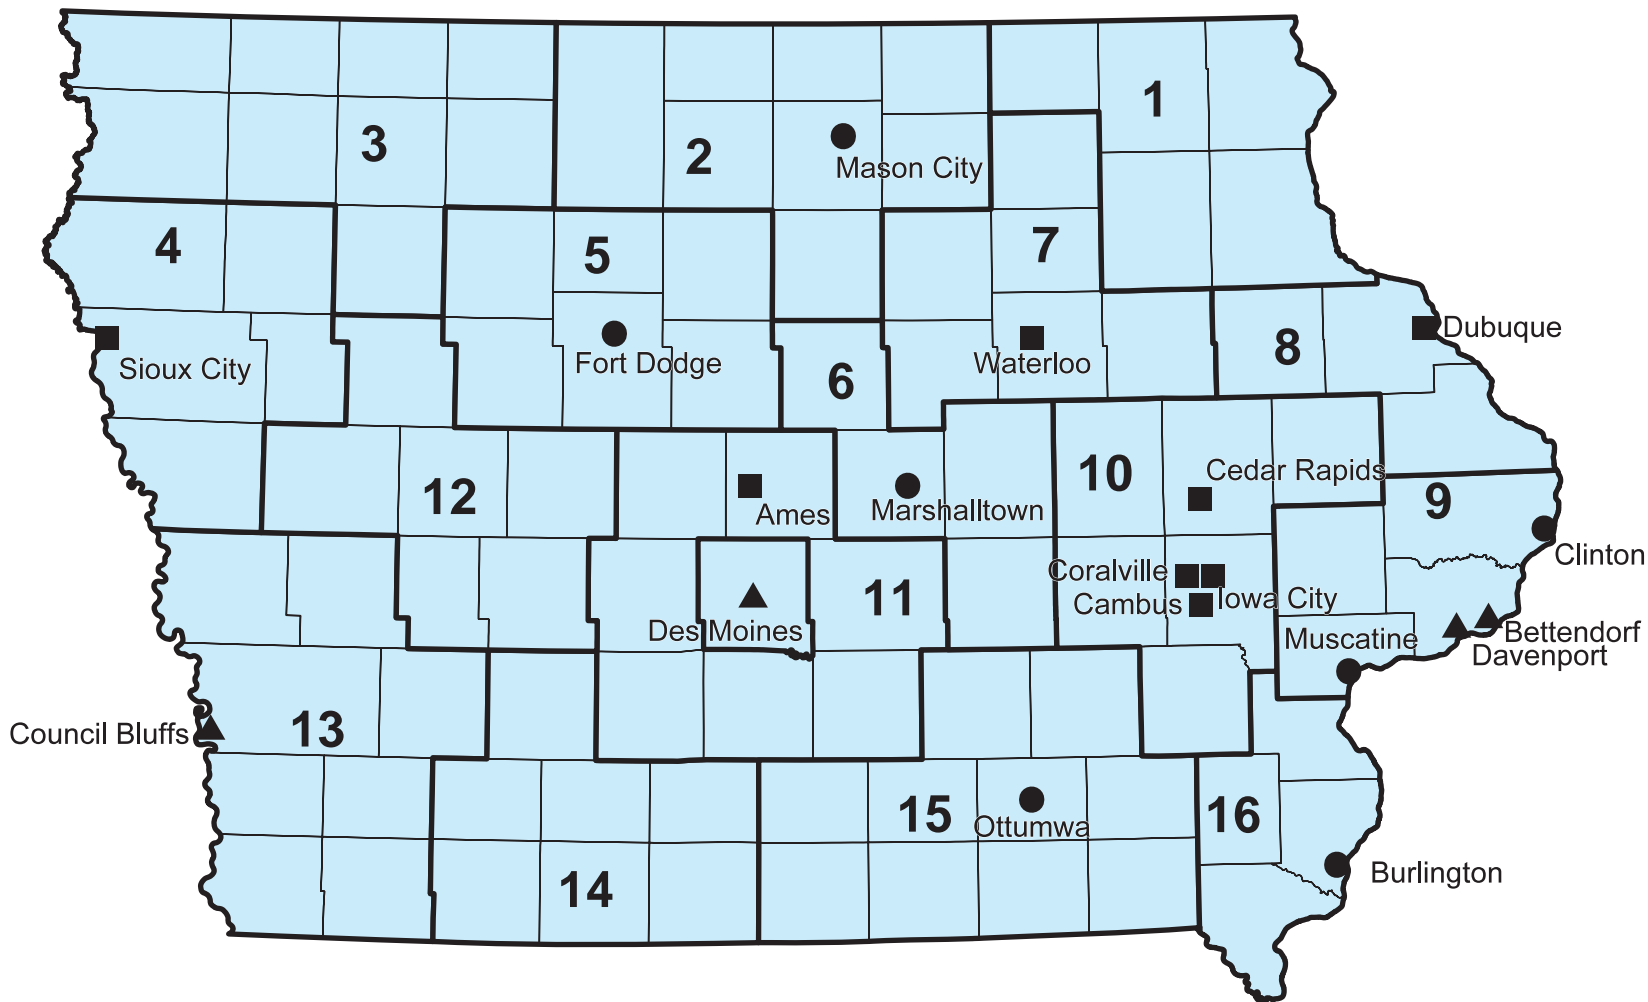 1
3
2
Mason City
4
5
7
Sioux City
Fort Dodge
Waterloo
8
Dubuque
6
12
Ames
Marshalltown
10
Cedar Rapids
9
Clinton
Coralville
Iowa City
Cambus
11
Des Moines
Muscatine
Bettendorf
Davenport
Council Bluffs
13
15
Ottumwa
16
14
Burlington